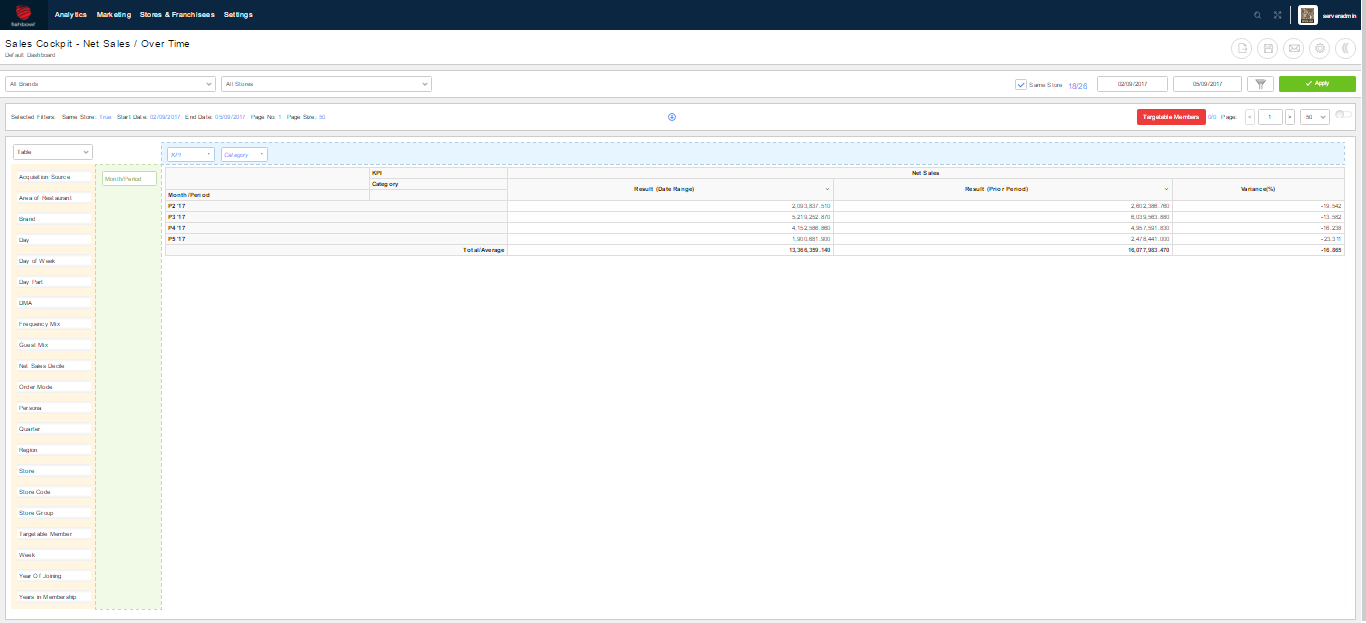 fishbowl
Analytics Marketing Stores & Franchisees Settings
serveradmin
Sales Cockpit - Net Sales / Over Time
Default Dashboard
All Brands
All Stores
Same Store 18/26
02/09/2017
05/09/2017
Apply
Selected Filters: Same Store: true Start Date: 02/09/2017 End Date: 05/09/2017 Page No: 1 Page Size: 50
Targetable Members 0/0 Page: < 1 > 50
Table
KPI
Category
Acquisition Source
Area of Restaurant
Brand
Day
Day of Week
Day Part
DMA
Frequency Mix
Guest Mix
Net Sales Decile
Order Mode
Persona
Quarter
Region
Store
Store Code
Store Group
Targetable Member
Week
Year Of Joining
Years in Membership
Month/Period
KPI Net Sales
Category Result (Date Range) Result (Prior Period) Variance(%)
Month/Period
P2 '17 2,093,837.510 2,602,386.760 -19.542
P3 '17 5,219,252.870 6,039,563.880 -13.582
P4 '17 4,152,586.860 4,957,591.830 -16.238
P5 '17 1,900,681.900 2,478,441.000 -23.311
Total/Average 13,366,359.140 16,077,983.470 -16.865